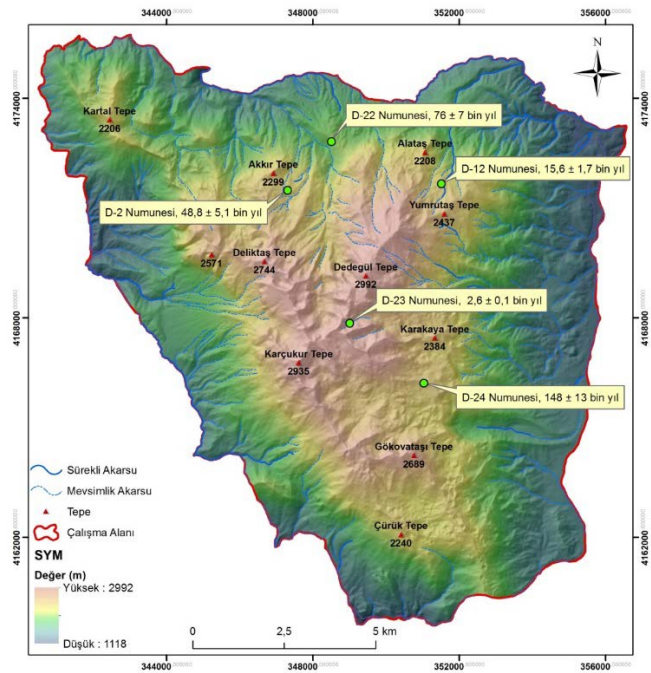 344000 348000 352000 356000
N
4174000
4174000
Kartal Tepe
2206
D-22 Numunesi, 76 ± 7 bin yıl
Alataş Tepe
2208
Akkır Tepe
2299
D-12 Numunesi, 15,6 ± 1,7 bin yıl
D-2 Numunesi, 48,8 ± 5,1 bin yıl
Yumrutaş Tepe
2437
2571
Deliktaş Tepe
2744
Dedegül Tepe
2992
4168000
4168000
D-23 Numunesi, 2,6 ± 0,1 bin yıl
Karakaya Tepe
2384
Karçukur Tepe
2935
D-24 Numunesi, 148 ± 13 bin yıl
Gökovataşı Tepe
2689
Çürük Tepe
2240
4162000
4162000
Sürekli Akarsu
Mevsimlik Akarsu
Tepe
Çalışma Alanı
SYM
Değer (m)
Yüksek : 2992
Düşük : 1118
0 2,5 5 km
344000 348000 352000 356000